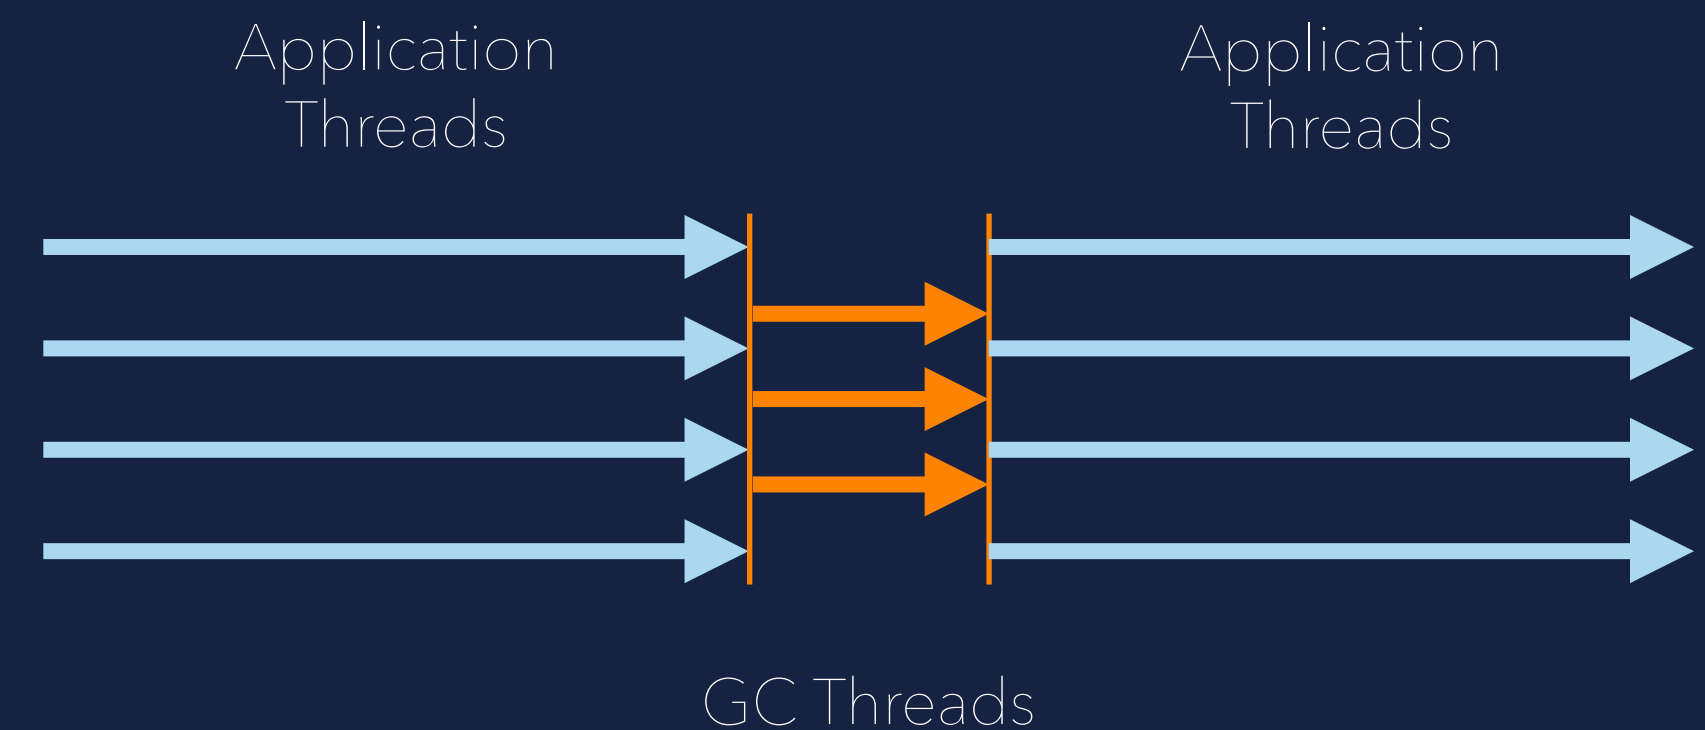 Application
Threads
Application
Threads
GC Threads